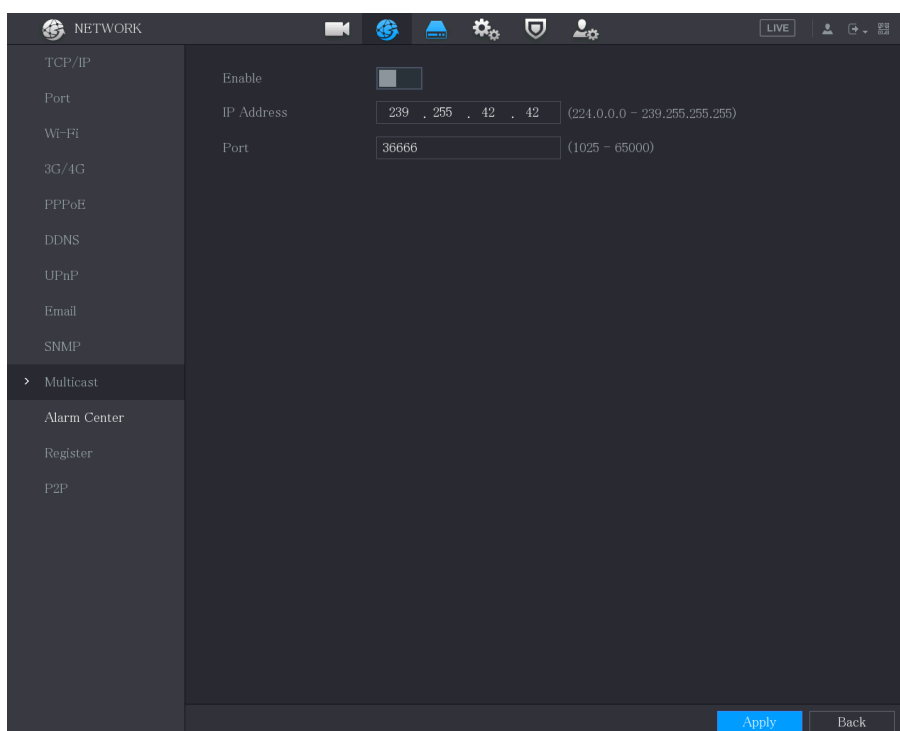 NETWORK
LIVE
TCP/IP
Port
Wi-Fi
3G/4G
PPPoE
DDNS
UPnP
Email
SNMP
Multicast
Alarm Center
Register
P2P
Enable
IP Address 239 . 255 . 42 . 42 (224.0.0.0 - 239.255.255.255)
Port 36666 (1025 - 65000)
Apply Back